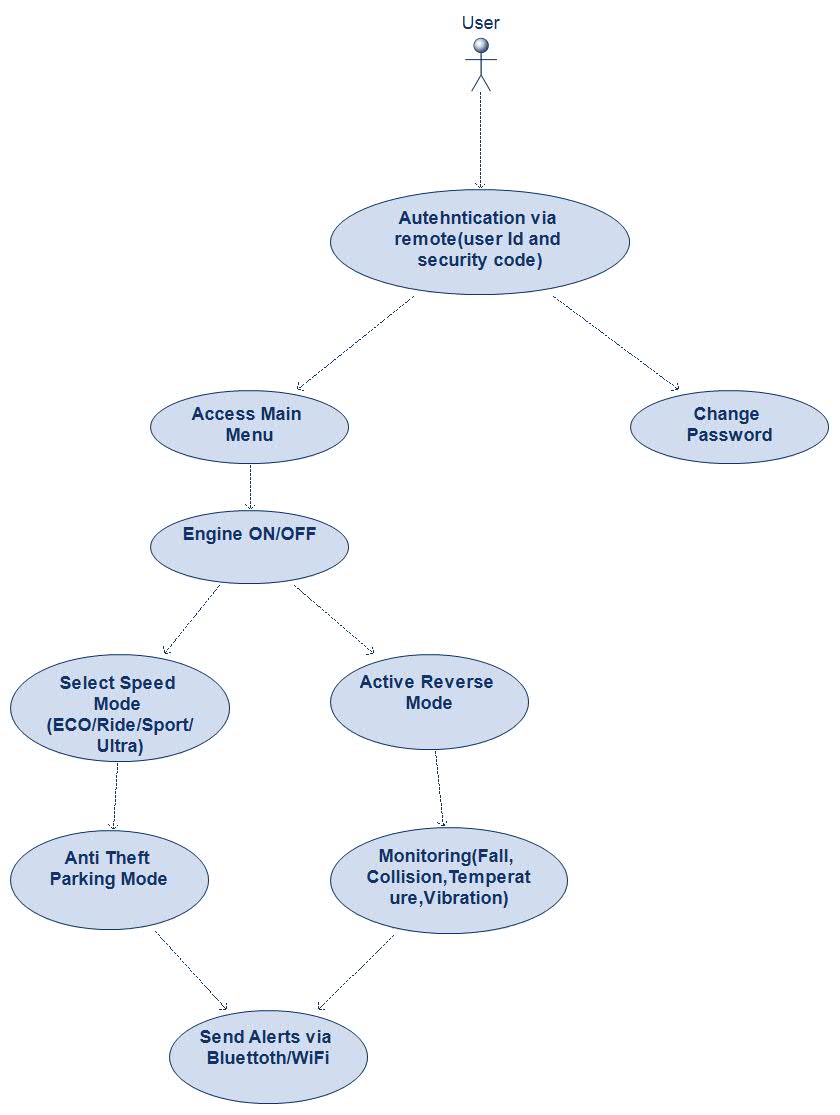 User
Autehntication via
remote(user Id and
security code)
Access Main
Menu
Change
Password
Engine ON/OFF
Select Speed
Mode
(ECO/Ride/Sport/
Ultra)
Active Reverse
Mode
Anti Theft
Parking Mode
Monitoring(Fall,
Collision,Temperat
ure,Vibration)
Send Alerts via
Bluettoth/WiFi